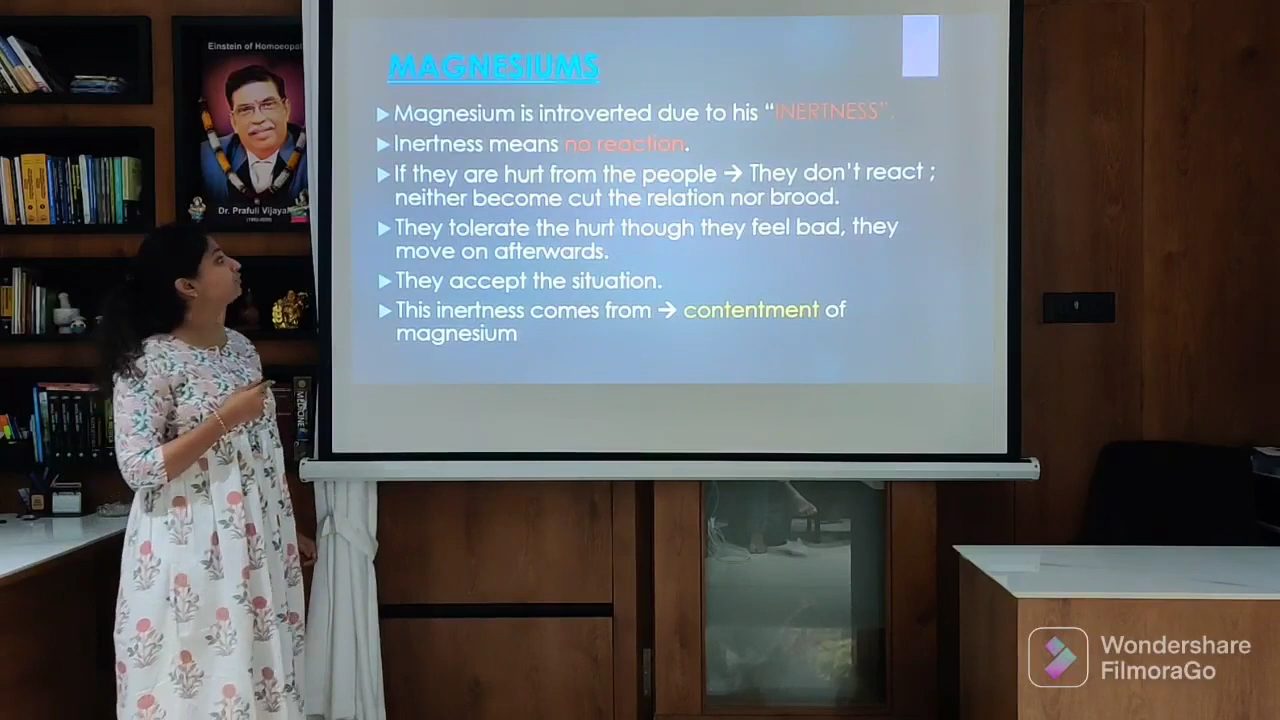 Einstein of Homoeopat
Dr. Prafull Vijayak
MAGNESIUMS
Magnesium is introverted due to his “INERTNESS”.
Inertness means no reaction.
If they are hurt from the people → They don’t react ;
neither become cut the relation nor brood.
They tolerate the hurt though they feel bad, they
move on afterwards.
They accept the situation.
This inertness comes from → contentment of
magnesium
MEDICINE
Wondershare
FilmoraGo